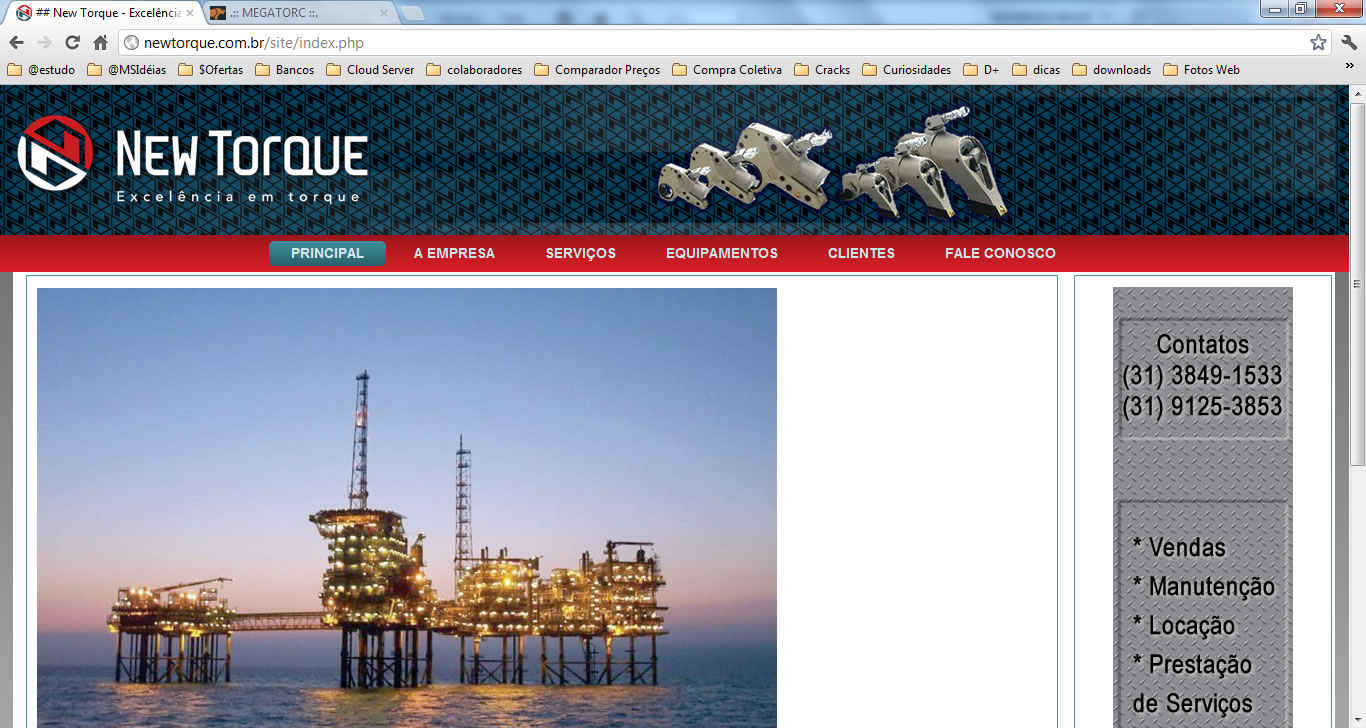 ## New Torque - Excelência
.:: MEGATORC ::.
newtorque.com.br/site/index.php
@estudo @MSIdéias $Ofertas Bancos Cloud Server colaboradores Comparador Preços Compra Coletiva Cracks Curiosidades D+ dicas downloads Fotos Web »
NEW TORQUE
Excelência em torque
PRINCIPAL A EMPRESA SERVIÇOS EQUIPAMENTOS CLIENTES FALE CONOSCO
Contatos
(31) 3849-1533
(31) 9125-3853
* Vendas
* Manutenção
* Locação
* Prestação
de Serviços